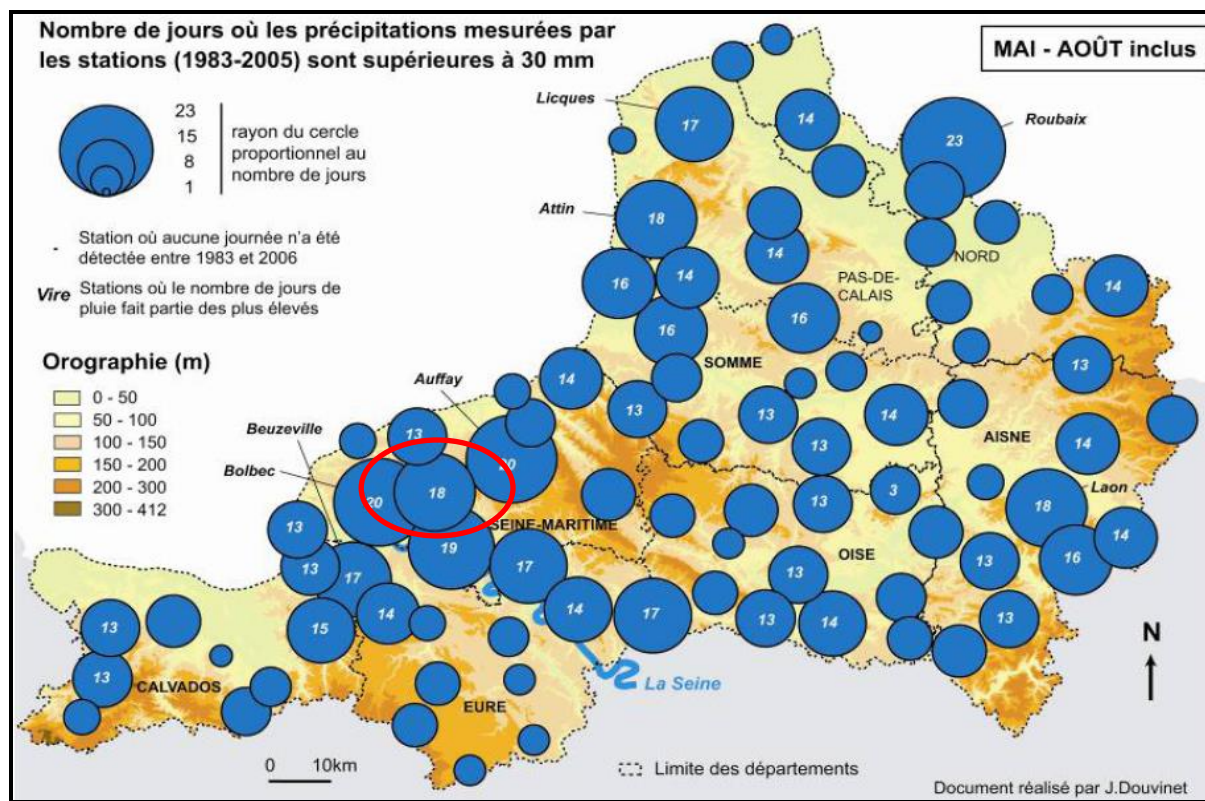 Nombre de jours où les précipitations mesurées par
les stations (1983-2005) sont supérieures à 30 mm
MAI - AOÛT inclus
23
15
8
1
rayon du cercle
proportionnel au
nombre de jours
- Station où aucune journée n'a été
détectée entre 1983 et 2006
Vire Stations où le nombre de jours de
pluie fait partie des plus élevés
Orographie (m)
0 - 50
50 - 100
100 - 150
150 - 200
200 - 300
300 - 412
Licques
17
14
23
Roubaix
Attin
18
14
NORD
16
14
PAS-DE-
CALAIS
14
16
16
SOMME
13
Auffay
14
13
13
14
AISNE
Beuzeville
13
13
14
Bolbec
20
20
18
3
13
18
Laon
SEINE-MARITIME
13
19
OISE
14
13
17
17
13
13
16
14
14
17
13
14
13
15
13
13
CALVADOS
La Seine
EURE
N
0 10km
Limite des départements
Document réalisé par J.Douvinet